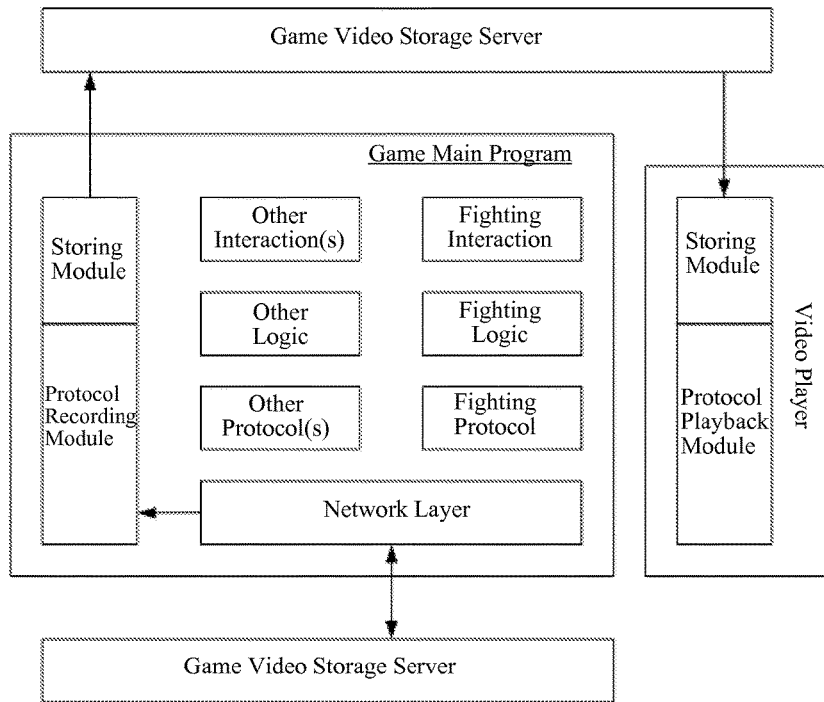 Game Video Storage Server
Game Main Program
Storing
Module
Other
Interaction(s)
Fighting
Interaction
Other
Logic
Fighting
Logic
Protocol
Recording
Module
Other
Protocol(s)
Fighting
Protocol
Network Layer
Storing
Module
Protocol
Playback
Module
Video Player
Game Video Storage Server